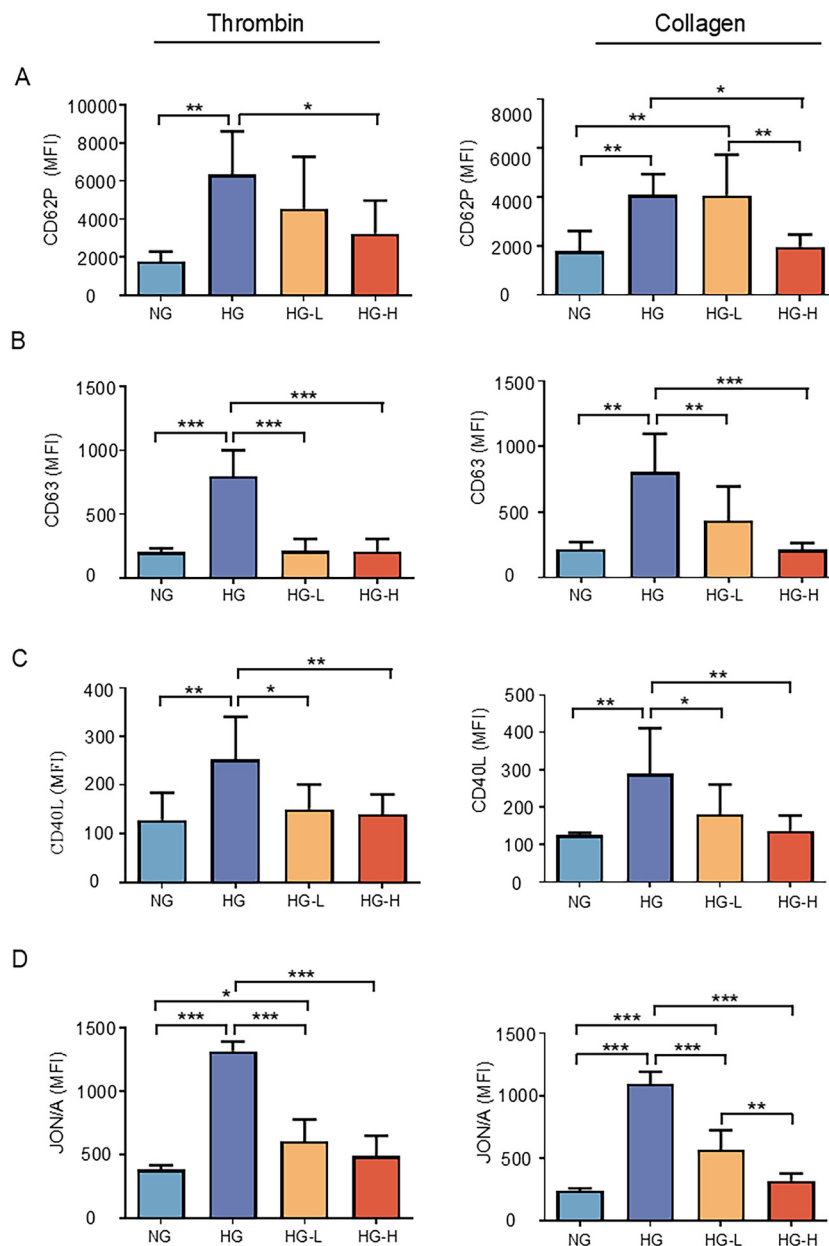 Thrombin
Collagen
A
10000
8000
6000
4000
2000
0
CD62P (MFI)
**
*
NG
HG
HG-L
HG-H
8000
6000
4000
2000
0
CD62P (MFI)
*
**
**
**
NG
HG
HG-L
HG-H
B
1500
1000
500
0
CD63 (MFI)
***
***
***
NG
HG
HG-L
HG-H
1500
1000
500
0
CD63 (MFI)
***
**
**
NG
HG
HG-L
HG-H
C
400
300
200
100
0
CD40L (MFI)
**
**
*
NG
HG
HG-L
HG-H
500
400
300
200
100
0
CD40L (MFI)
**
**
*
NG
HG
HG-L
HG-H
D
1500
1000
500
0
JON/A (MFI)
***
*
***
***
NG
HG
HG-L
HG-H
1500
1000
500
0
JON/A (MFI)
***
***
***
***
**
NG
HG
HG-L
HG-H